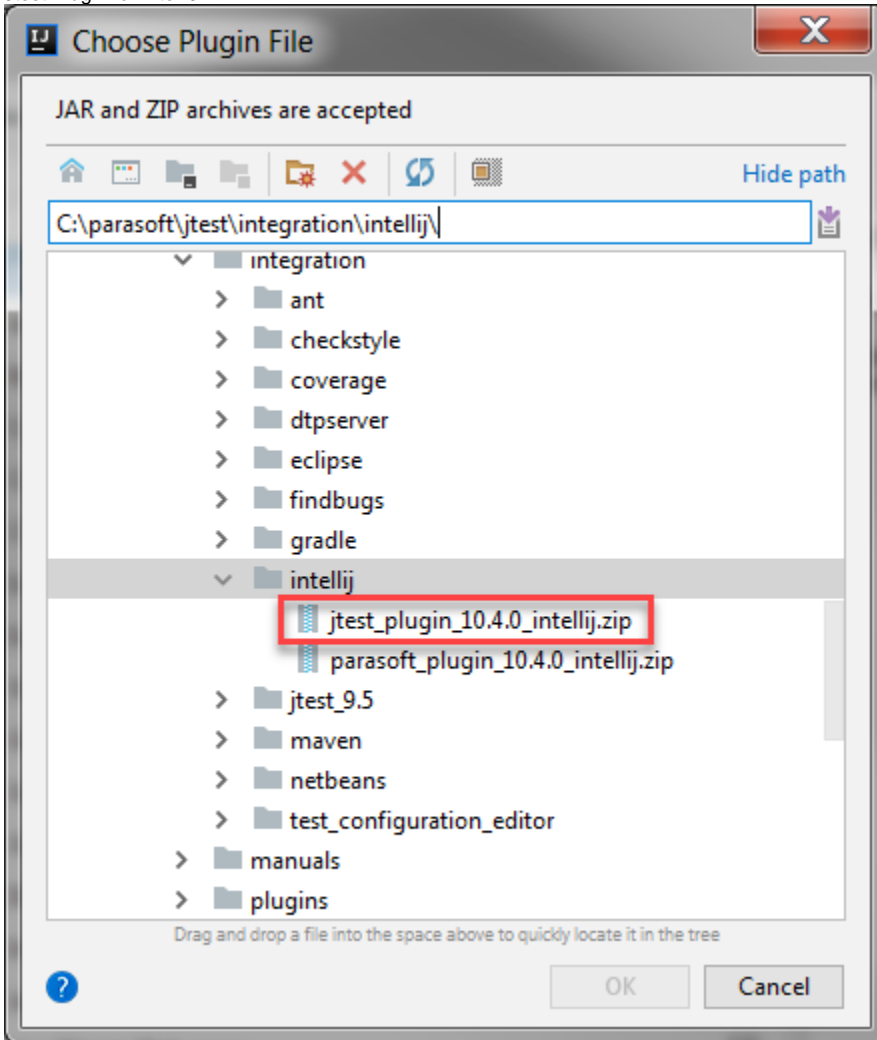 IJ Choose Plugin File
JAR and ZIP archives are accepted
Hide path
C:\parasoft\jtest\integration\intellij\
integration
ant
checkstyle
coverage
dtpserver
eclipse
findbugs
gradle
intellij
jtest_plugin_10.4.0_intellij.zip
parasoft_plugin_10.4.0_intellij.zip
jtest_9.5
maven
netbeans
test_configuration_editor
manuals
plugins
Drag and drop a file into the space above to quickly locate it in the tree
?
OK Cancel